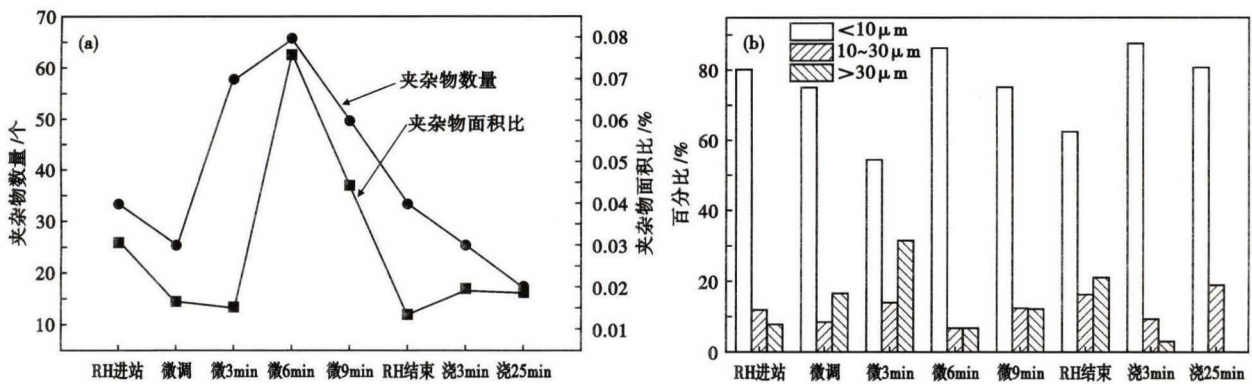 (a)
70
60
50
40
30
20
10
夹杂物数量/个
0.08
0.07
0.06
0.05
0.04
0.03
0.02
0.01
夹杂物面积比/%
夹杂物数量
夹杂物面积比
RH进站 微调 微3min 微6min 微9min RH结束 浇3min 浇25min
(b)
<10μm
10~30μm
>30μm
80
60
40
20
0
百分比/%
RH进站 微调 微3min 微6min 微9min RH结束 浇3min 浇25min